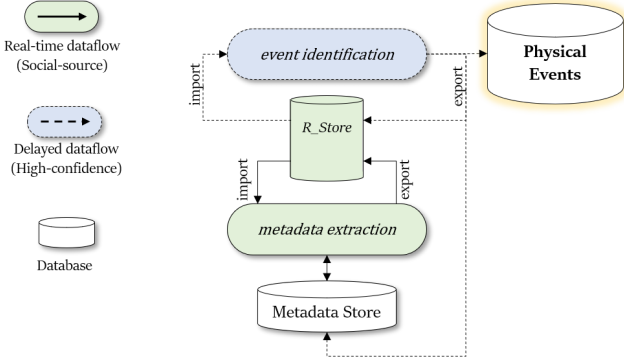 Real-time dataflow
(Social-source)
Delayed dataflow
(High-confidence)
Database
event identification
Physical
Events
import
export
R_Store
import
export
metadata extraction
Metadata Store